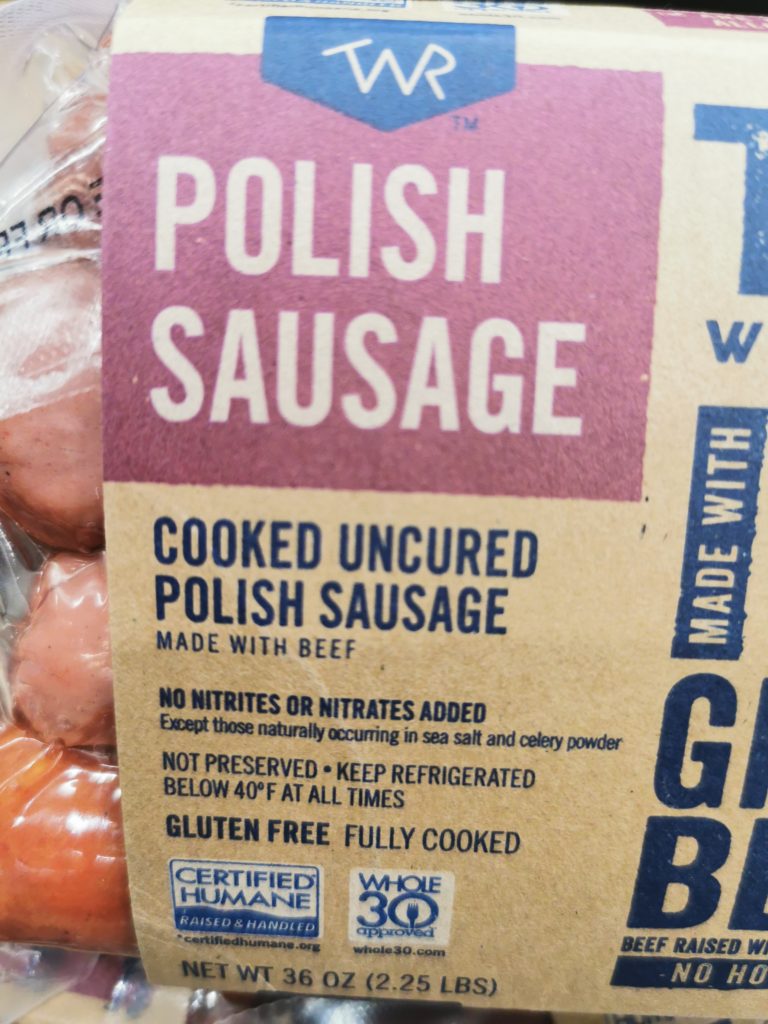 TWR
TM
POLISH
SAUSAGE
COOKED UNCURED
POLISH SAUSAGE
MADE WITH BEEF
NO NITRITES OR NITRATES ADDED
Except those naturally occurring in sea salt and celery powder
NOT PRESERVED • KEEP REFRIGERATED
BELOW 40°F AT ALL TIMES
GLUTEN FREE FULLY COOKED
CERTIFIED
HUMANE
RAISED & HANDLED
*certifiedhumane.org
WHOLE
30
approved
whole30.com
NET WT 36 OZ (2.25 LBS)
MADE WITH
BEEF RAISED
NO